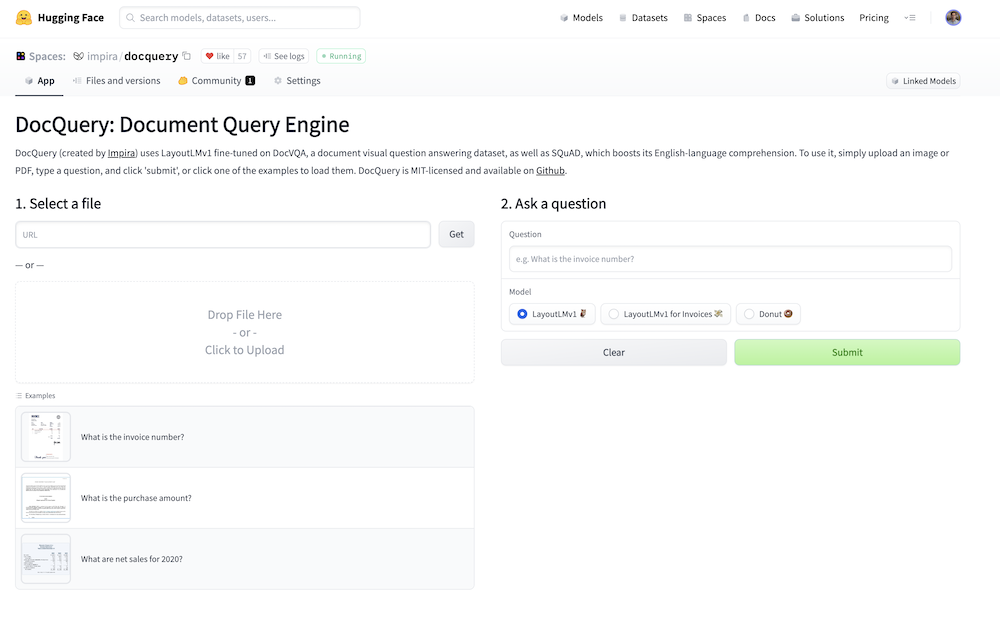 Hugging Face
Search models, datasets, users...
Models
Datasets
Spaces
Docs
Solutions
Pricing
Spaces:
impira/docquery
like
57
See logs
Running
App
Files and versions
Community 1
Settings
Linked Models
DocQuery: Document Query Engine
DocQuery (created by Impira) uses LayoutLMv1 fine-tuned on DocVQA, a document visual question answering dataset, as well as SQuAD, which boosts its English-language comprehension. To use it, simply upload an image or
PDF, type a question, and click 'submit', or click one of the examples to load them. DocQuery is MIT-licensed and available on Github.
1. Select a file
URL
Get
— or —
Drop File Here
- or -
Click to Upload
Examples
What is the invoice number?
What is the purchase amount?
What are net sales for 2020?
2. Ask a question
Question
e.g. What is the invoice number?
Model
LayoutLMv1 🦉
LayoutLMv1 for Invoices 💸
Donut 🍩
Clear
Submit